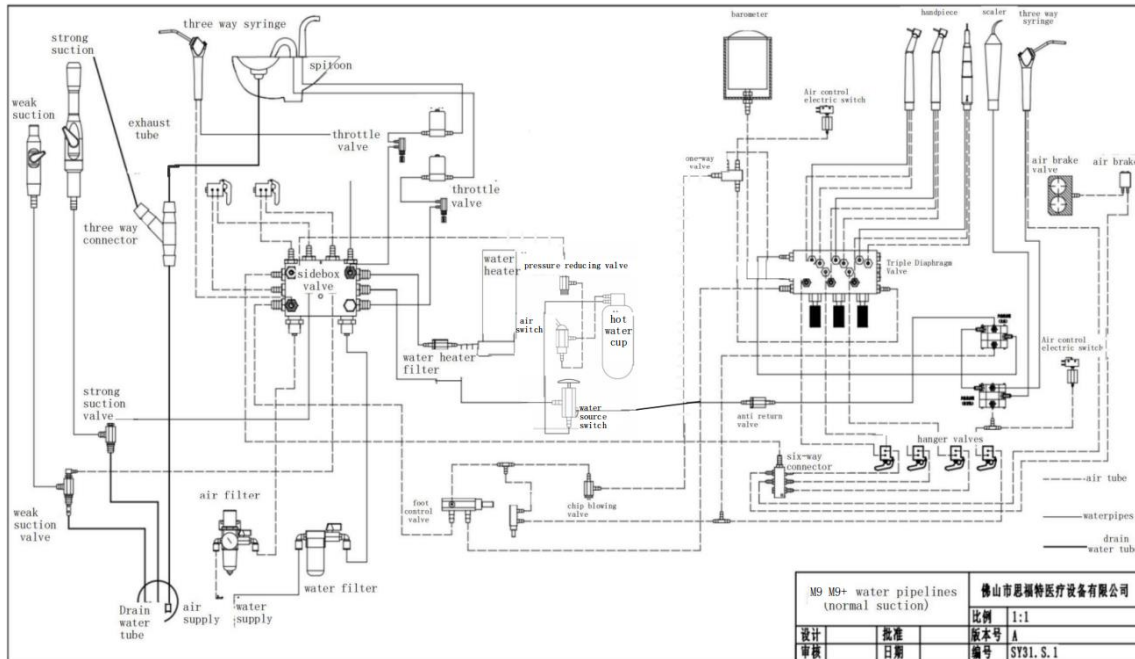 three way syringe
strong
suction
spitoon
weak
suction
exhaust
tube
throttle
valve
throttle
valve
three way
connector
sidebox
valve
water
heater
pressure reducing valve
air
switch
hot
water
cup
water heater
filter
water
source
switch
strong
suction
valve
weak
suction
valve
air filter
water filter
Drain
water
tube
air
supply
water
supply
foot
control
valve
chip blowing
valve
barometer
handpiece
scaler
three way
syringe
Air control
electric switch
one-way
valve
air brake
valve
air brake
Triple Diaphragm
Valve
Air control
electric switch
anti return
valve
hanger valves
six-way
connector
air tube
waterpipes
drain
water tube
M9 M9+ water pipelines
(normal suction)
佛山市思福特医疗设备有限公司
比例 1:1
设计 批准 版本号 A
审核 日期 编号 SY31.S.1